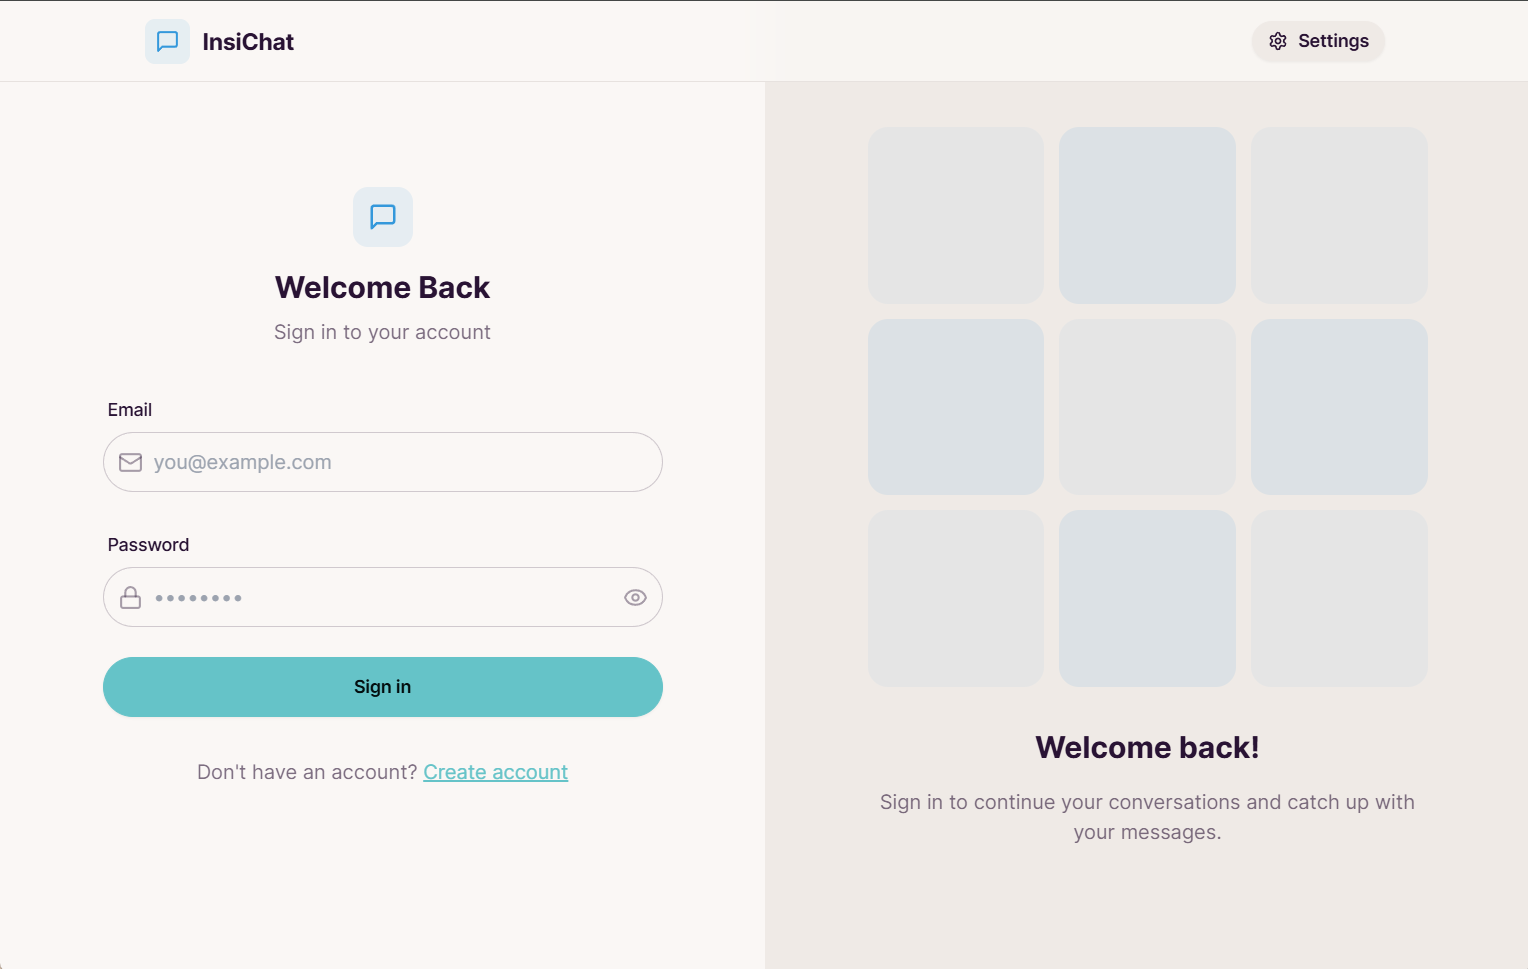 InsiChat
Settings
Welcome Back
Sign in to your account
Email
you@example.com
Password
••••••••
Sign in
Don't have an account? Create account
Welcome back!
Sign in to continue your conversations and catch up with
your messages.